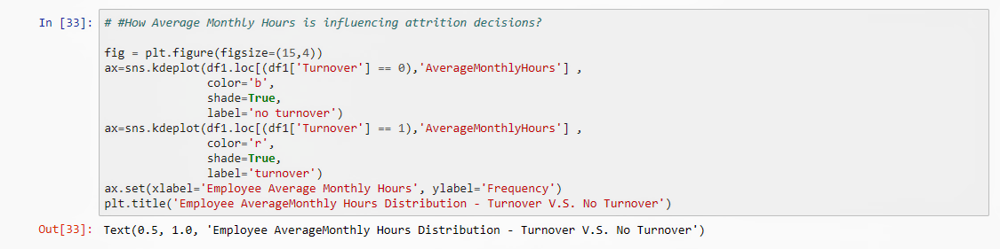 In [33]: # #How Average Monthly Hours is influencing attrition decisions?
fig = plt.figure(figsize=(15,4))
ax=sns.kdeplot(df1.loc[(df1['Turnover'] == 0),'AverageMonthlyHours'] ,
color='b',
shade=True,
label='no turnover')
ax=sns.kdeplot(df1.loc[(df1['Turnover'] == 1),'AverageMonthlyHours'] ,
color='r',
shade=True,
label='turnover')
ax.set(xlabel='Employee Average Monthly Hours', ylabel='Frequency')
plt.title('Employee AverageMonthly Hours Distribution - Turnover V.S. No Turnover')
Out[33]: Text(0.5, 1.0, 'Employee AverageMonthly Hours Distribution - Turnover V.S. No Turnover')